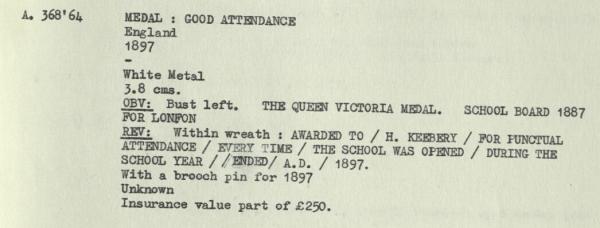 A. 368'64 MEDAL : GOOD ATTENDANCE
England
1897
-
White Metal
3.8 cms.
OBV: Bust left. THE QUEEN VICTORIA MEDAL. SCHOOL BOARD 1887
FOR LONFON
REV: Within wreath : AWARDED TO / H. KEEBERY / FOR PUNCTUAL
ATTENDANCE / EVERY TIME / THE SCHOOL WAS OPENED / DURING THE
SCHOOL YEAR //ENDED/ A.D. / 1897.
With a brooch pin for 1897
Unknown
Insurance value part of £250.